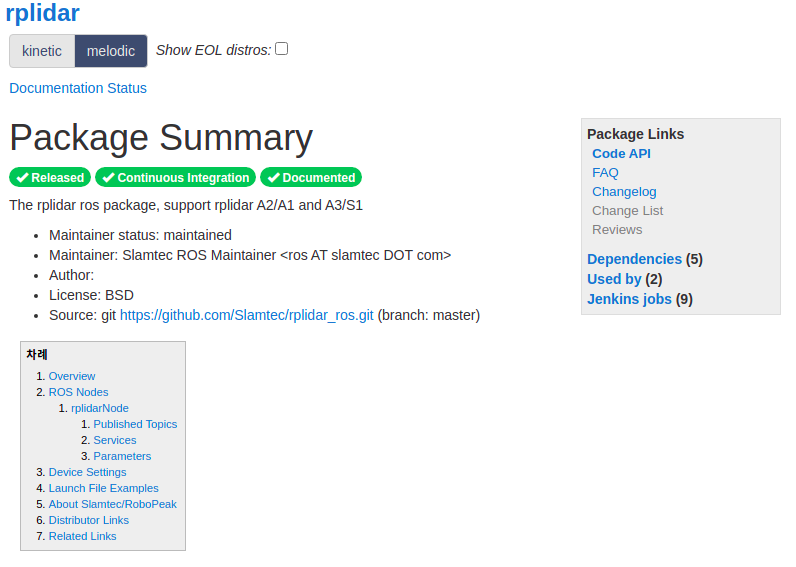 rplidar
kinetic melodic Show EOL distros:
Documentation Status
Package Summary
Released Continuous Integration Documented
The rplidar ros package, support rplidar A2/A1 and A3/S1
• Maintainer status: maintained
• Maintainer: Slamtec ROS Maintainer <ros AT slamtec DOT com>
• Author:
• License: BSD
• Source: git https://github.com/Slamtec/rplidar_ros.git (branch: master)
차례
1. Overview
2. ROS Nodes
1. rplidarNode
1. Published Topics
2. Services
3. Parameters
3. Device Settings
4. Launch File Examples
5. About Slamtec/RoboPeak
6. Distributor Links
7. Related Links
Package Links
Code API
FAQ
Changelog
Change List
Reviews
Dependencies (5)
Used by (2)
Jenkins jobs (9)